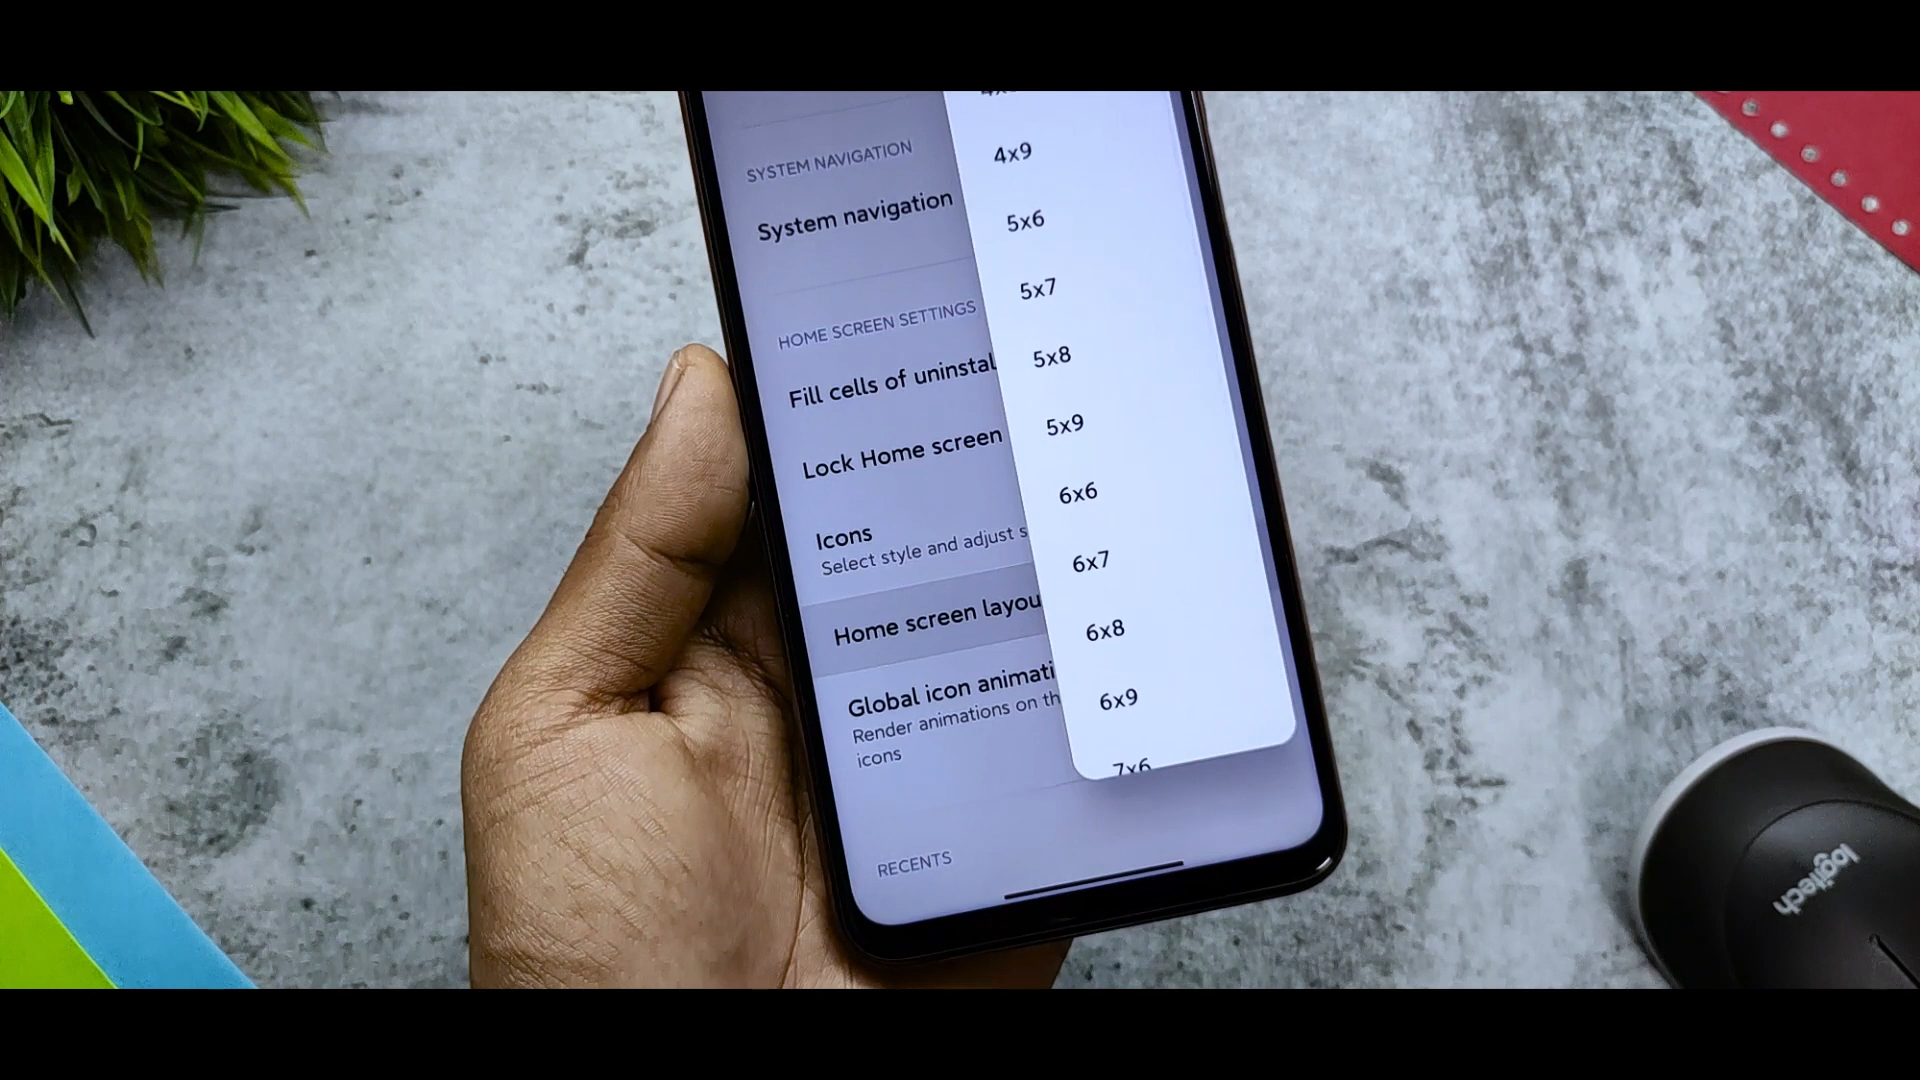 SYSTEM NAVIGATION
System navigation
HOME SCREEN SETTINGS
Fill cells of uninstal
Lock Home screen
Icons
Select style and adjust s
Home screen layou
Global icon animati
Render animations on th
icons
RECENTS
4x9
5x6
5x7
5x8
5x9
6x6
6x7
6x8
6x9
7x6
logitech